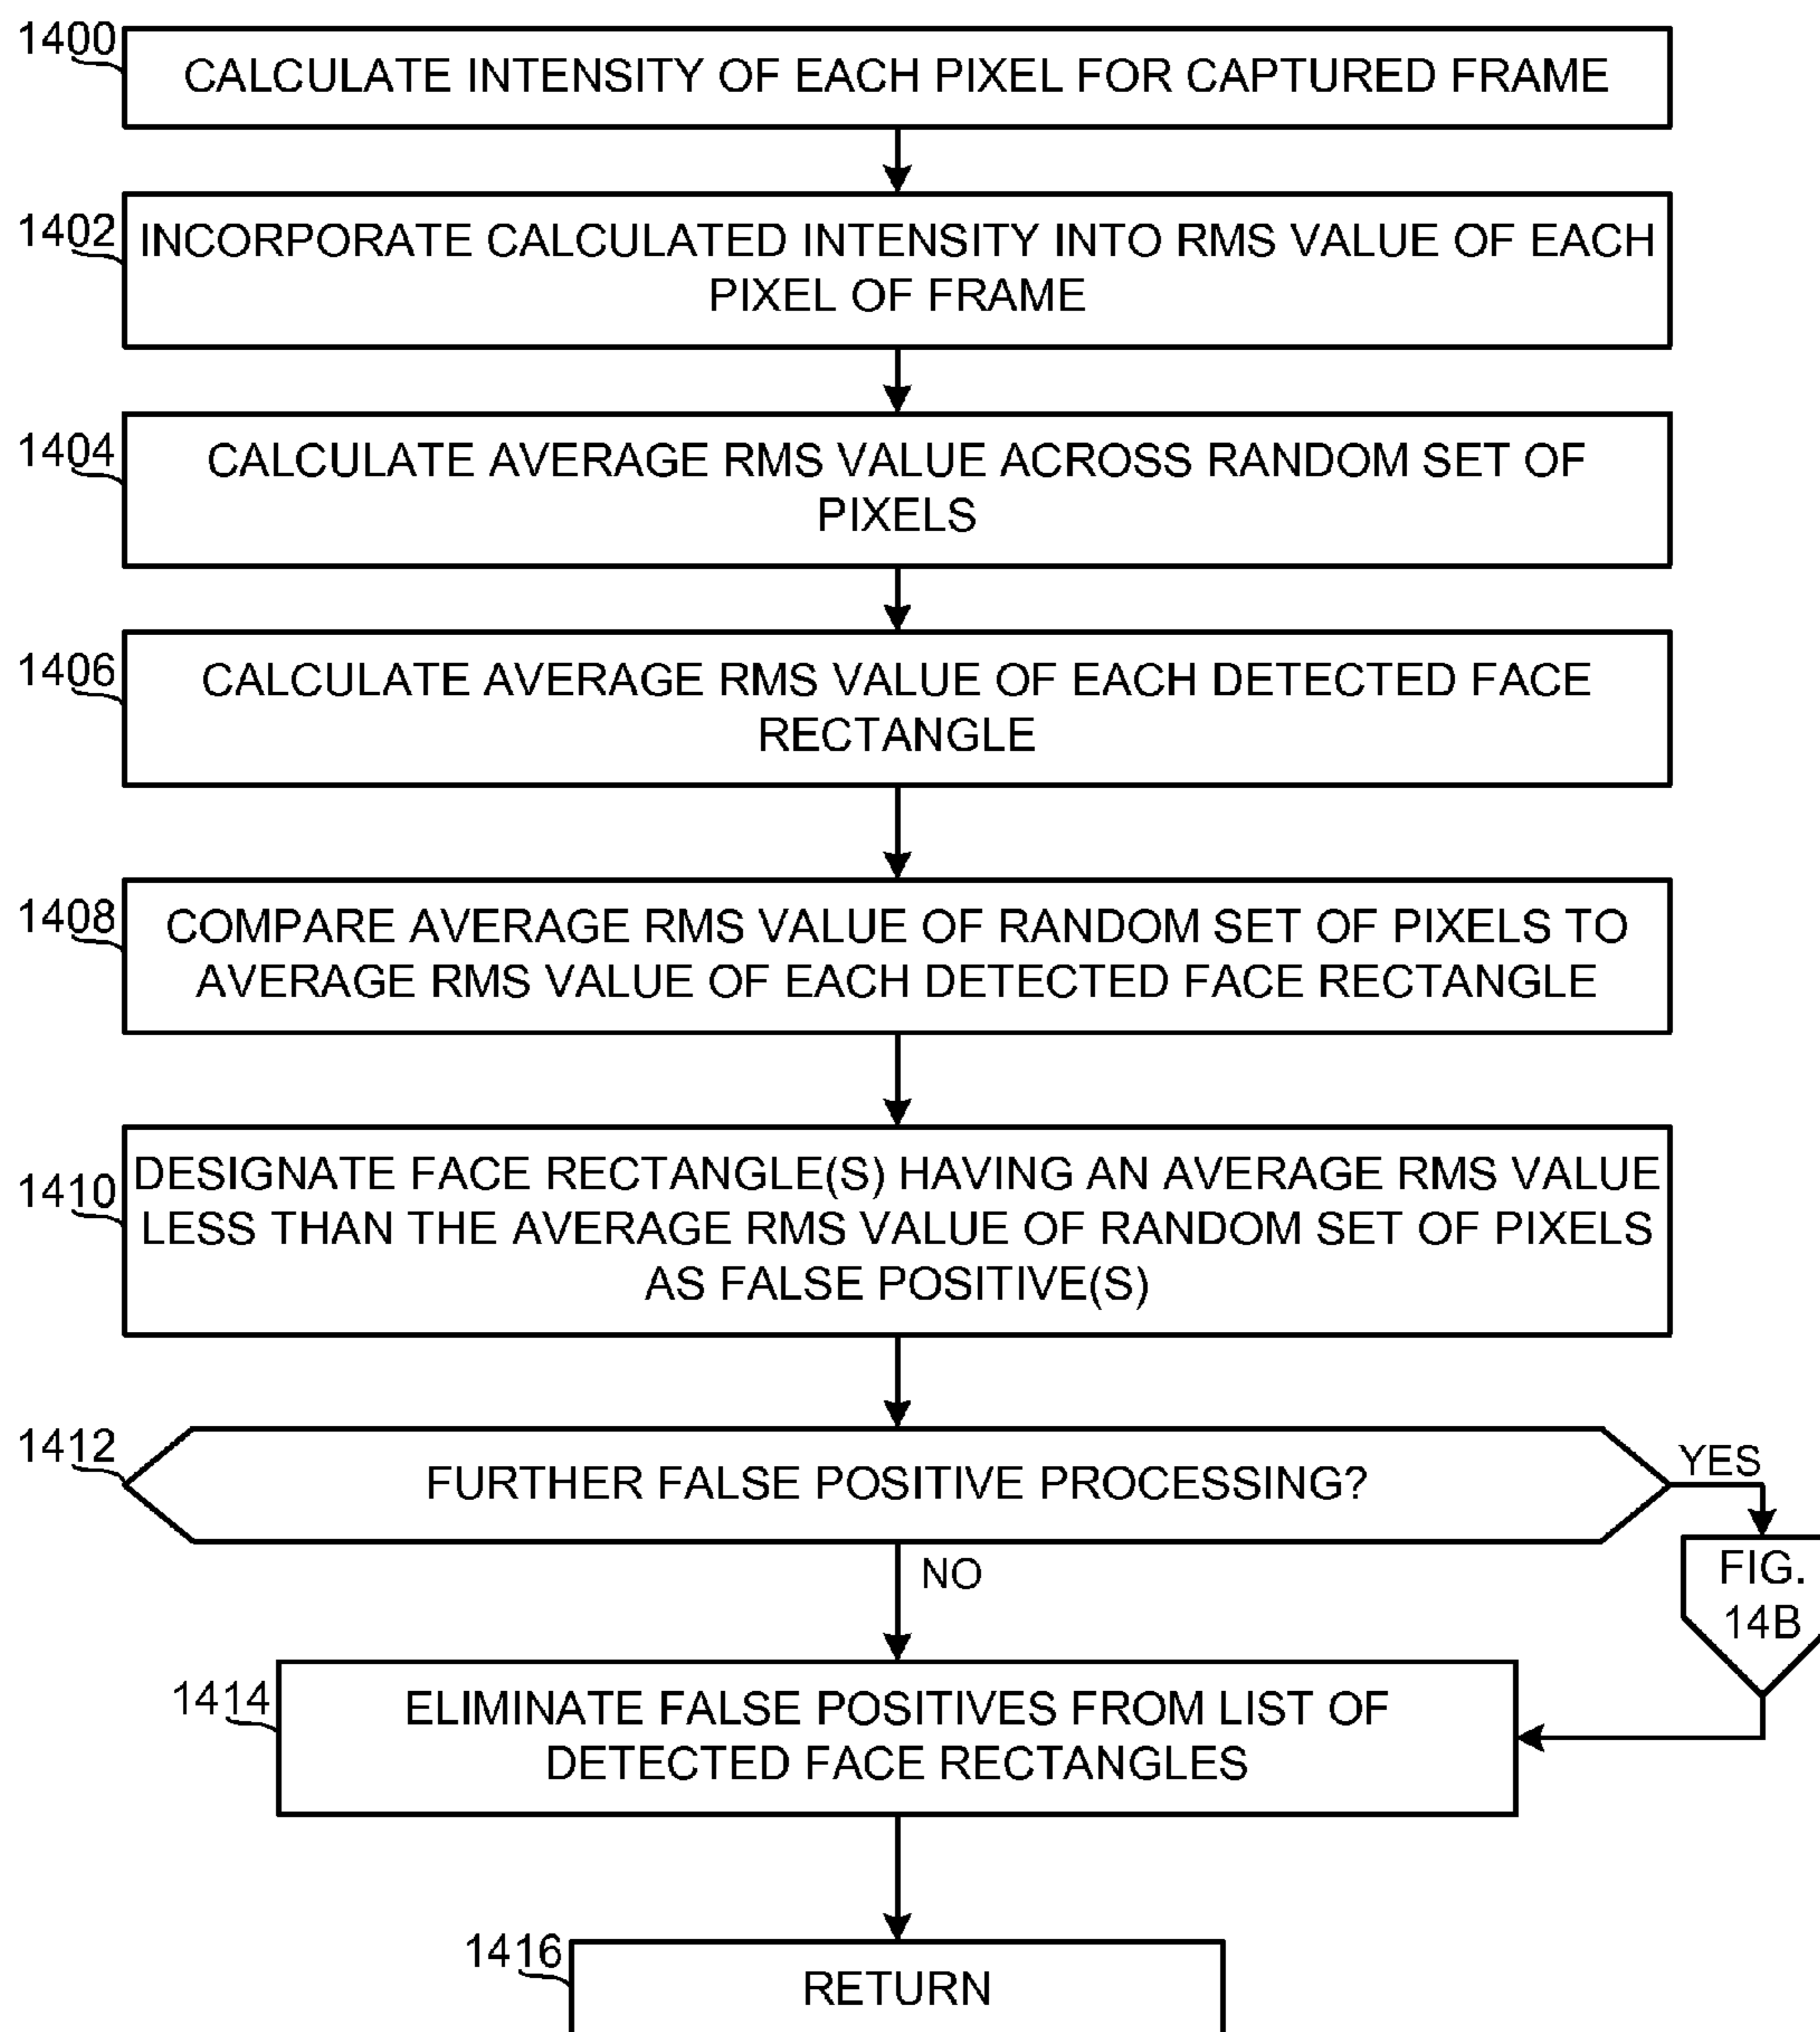 1400
CALCULATE INTENSITY OF EACH PIXEL FOR CAPTURED FRAME
1402
INCORPORATE CALCULATED INTENSITY INTO RMS VALUE OF EACH
PIXEL OF FRAME
1404
CALCULATE AVERAGE RMS VALUE ACROSS RANDOM SET OF
PIXELS
1406
CALCULATE AVERAGE RMS VALUE OF EACH DETECTED FACE
RECTANGLE
1408
COMPARE AVERAGE RMS VALUE OF RANDOM SET OF PIXELS TO
AVERAGE RMS VALUE OF EACH DETECTED FACE RECTANGLE
1410
DESIGNATE FACE RECTANGLE(S) HAVING AN AVERAGE RMS VALUE
LESS THAN THE AVERAGE RMS VALUE OF RANDOM SET OF PIXELS
AS FALSE POSITIVE(S)
1412
FURTHER FALSE POSITIVE PROCESSING?
YES
NO
FIG.
14B
1414
ELIMINATE FALSE POSITIVES FROM LIST OF
DETECTED FACE RECTANGLES
1416
RETURN